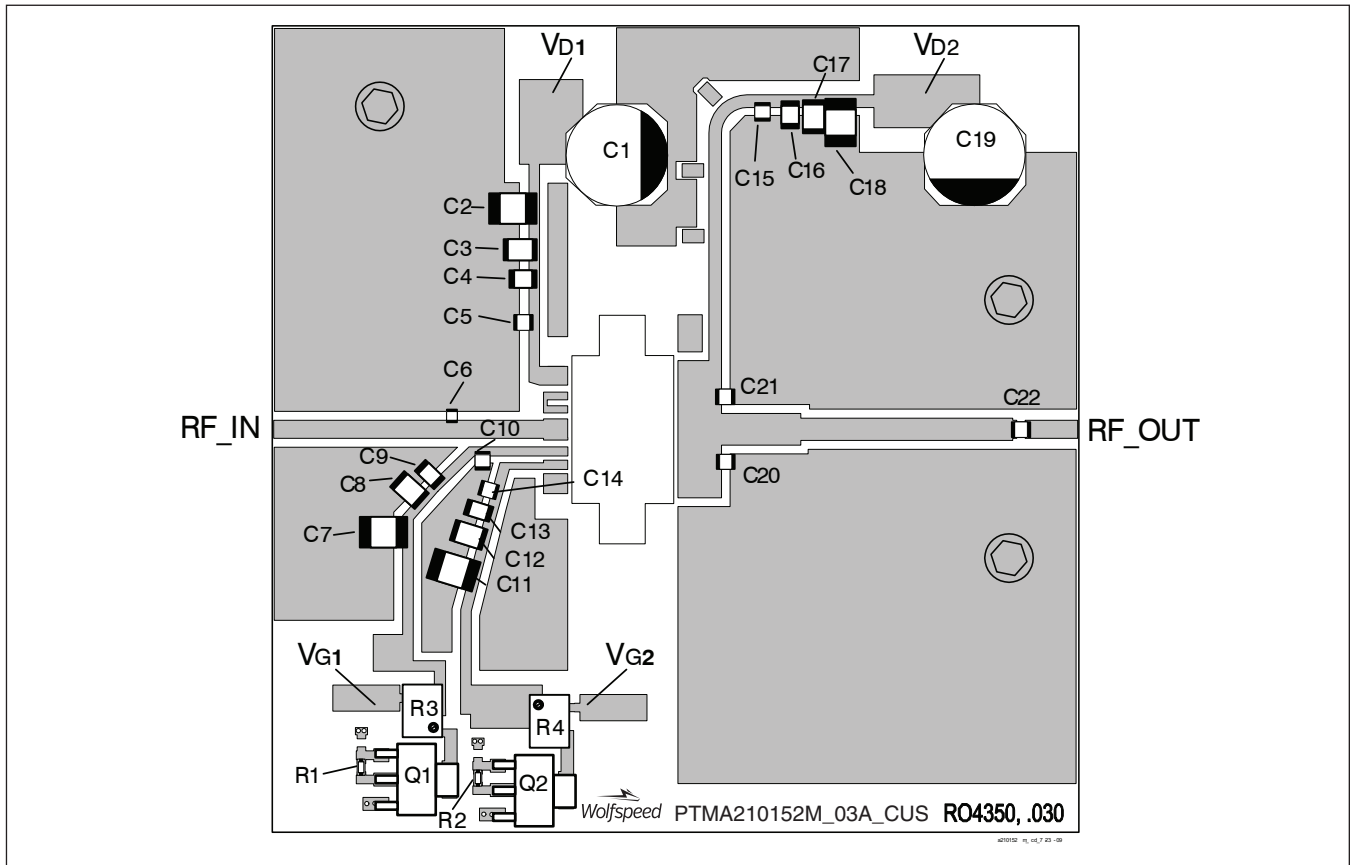 VD1
VD2
C17
C1
C19
C15
C16
C18
C2
C3
C4
C5
C6
C21
C22
RF_IN
RF_OUT
C10
C9
C8
C14
C20
C7
C13
C12
C11
VG1
VG2
R3
R4
R1
Q1
Q2
R2
Wolfspeed PTMA210152M_03A_CUS RO4350, .030